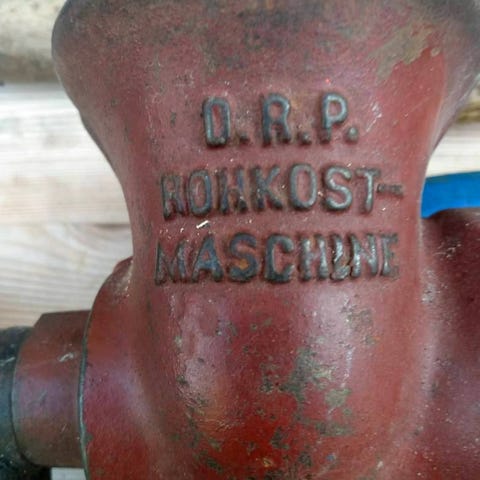 D.R.P.
ROHKOST-
MASCHINE